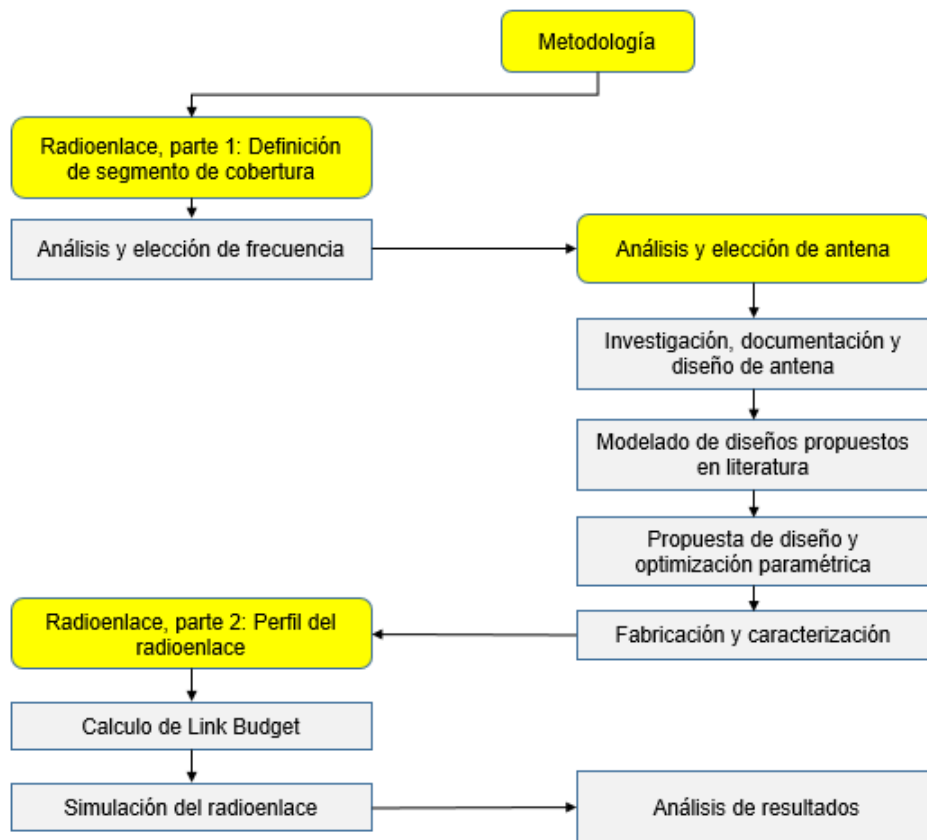 Metodología
Radioenlace, parte 1: Definición
de segmento de cobertura
Análisis y elección de frecuencia
Análisis y elección de antena
Investigación, documentación y
diseño de antena
Modelado de diseños propuestos
en literatura
Propuesta de diseño y
optimización paramétrica
Fabricación y caracterización
Radioenlace, parte 2: Perfil del
radioenlace
Calculo de Link Budget
Simulación del radioenlace
Análisis de resultados